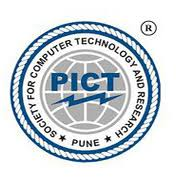 ®
SOCIETY FOR COMPUTER TECHNOLOGY AND RESEARCH
PICT
★ PUNE ★